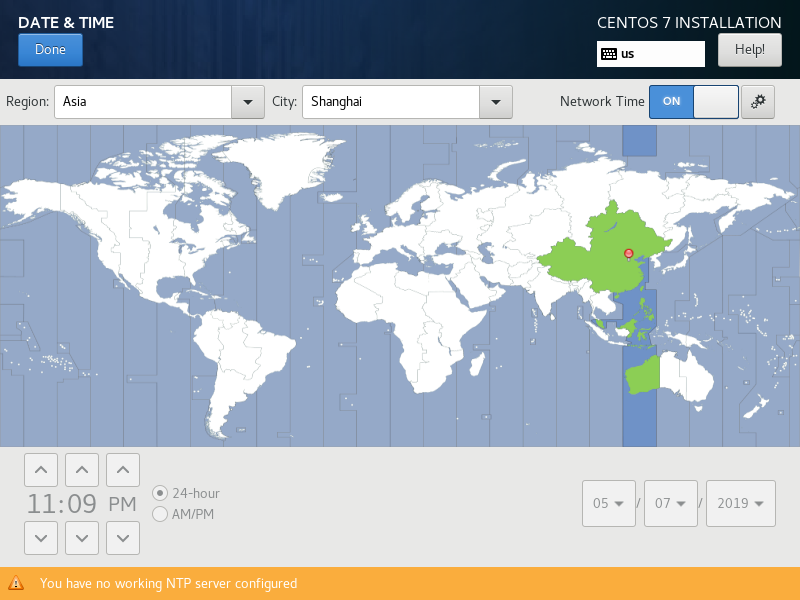 DATE & TIME
CENTOS 7 INSTALLATION
Done
us
Help!
Region: Asia City: Shanghai Network Time ON
11:09 PM
24-hour
AM/PM
05 / 07 / 2019
You have no working NTP server configured